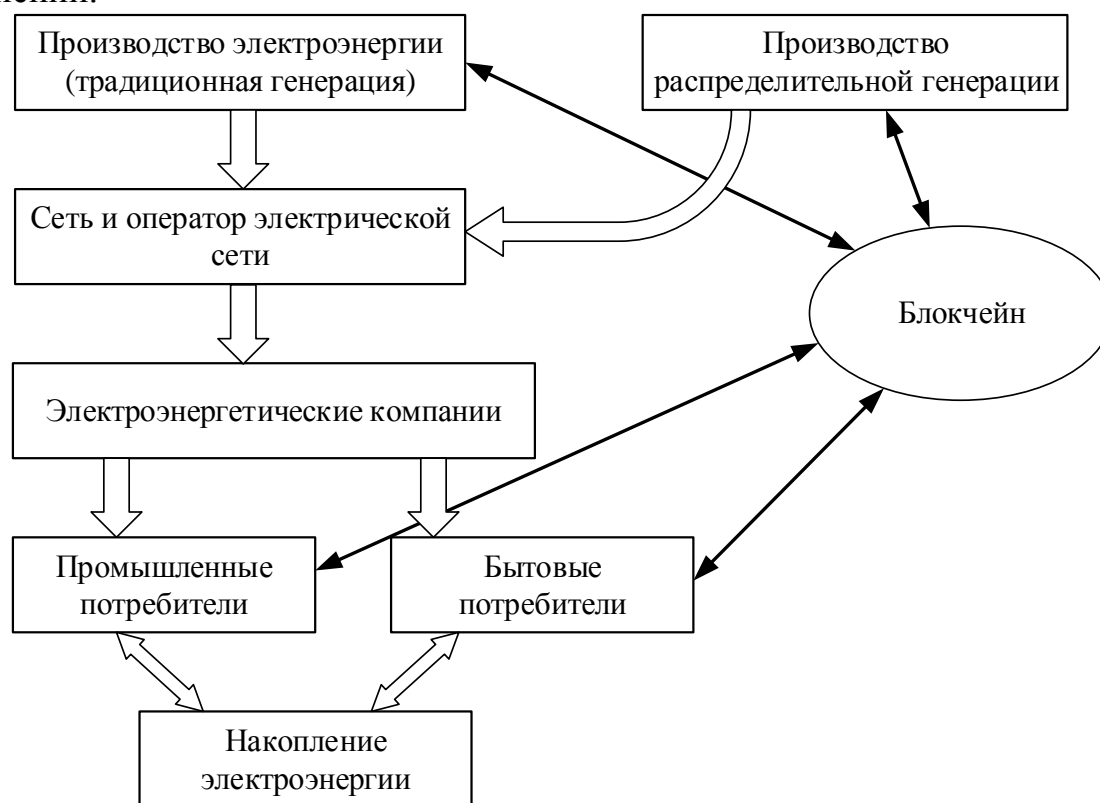 Производство электроэнергии
(традиционная генерация)
Производство
распределительной генерации
Сеть и оператор электрической
сети
Блокчейн
Электроэнергетические компании
Промышленные
потребители
Бытовые
потребители
Накопление
электроэнергии